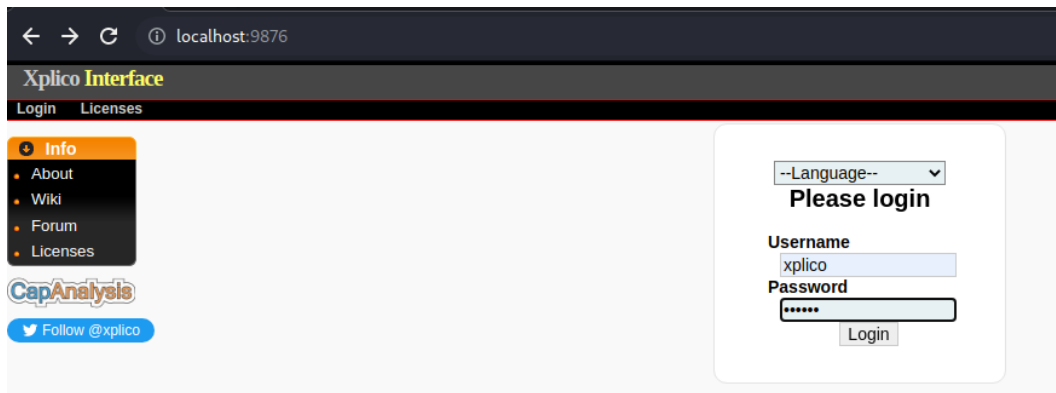 localhost:9876
Xplico Interface
Login Licenses
Info
About
Wiki
Forum
Licenses
CapAnalysis
Follow @xplico
--Language--
Please login
Username
xplico
Password
••••••
Login